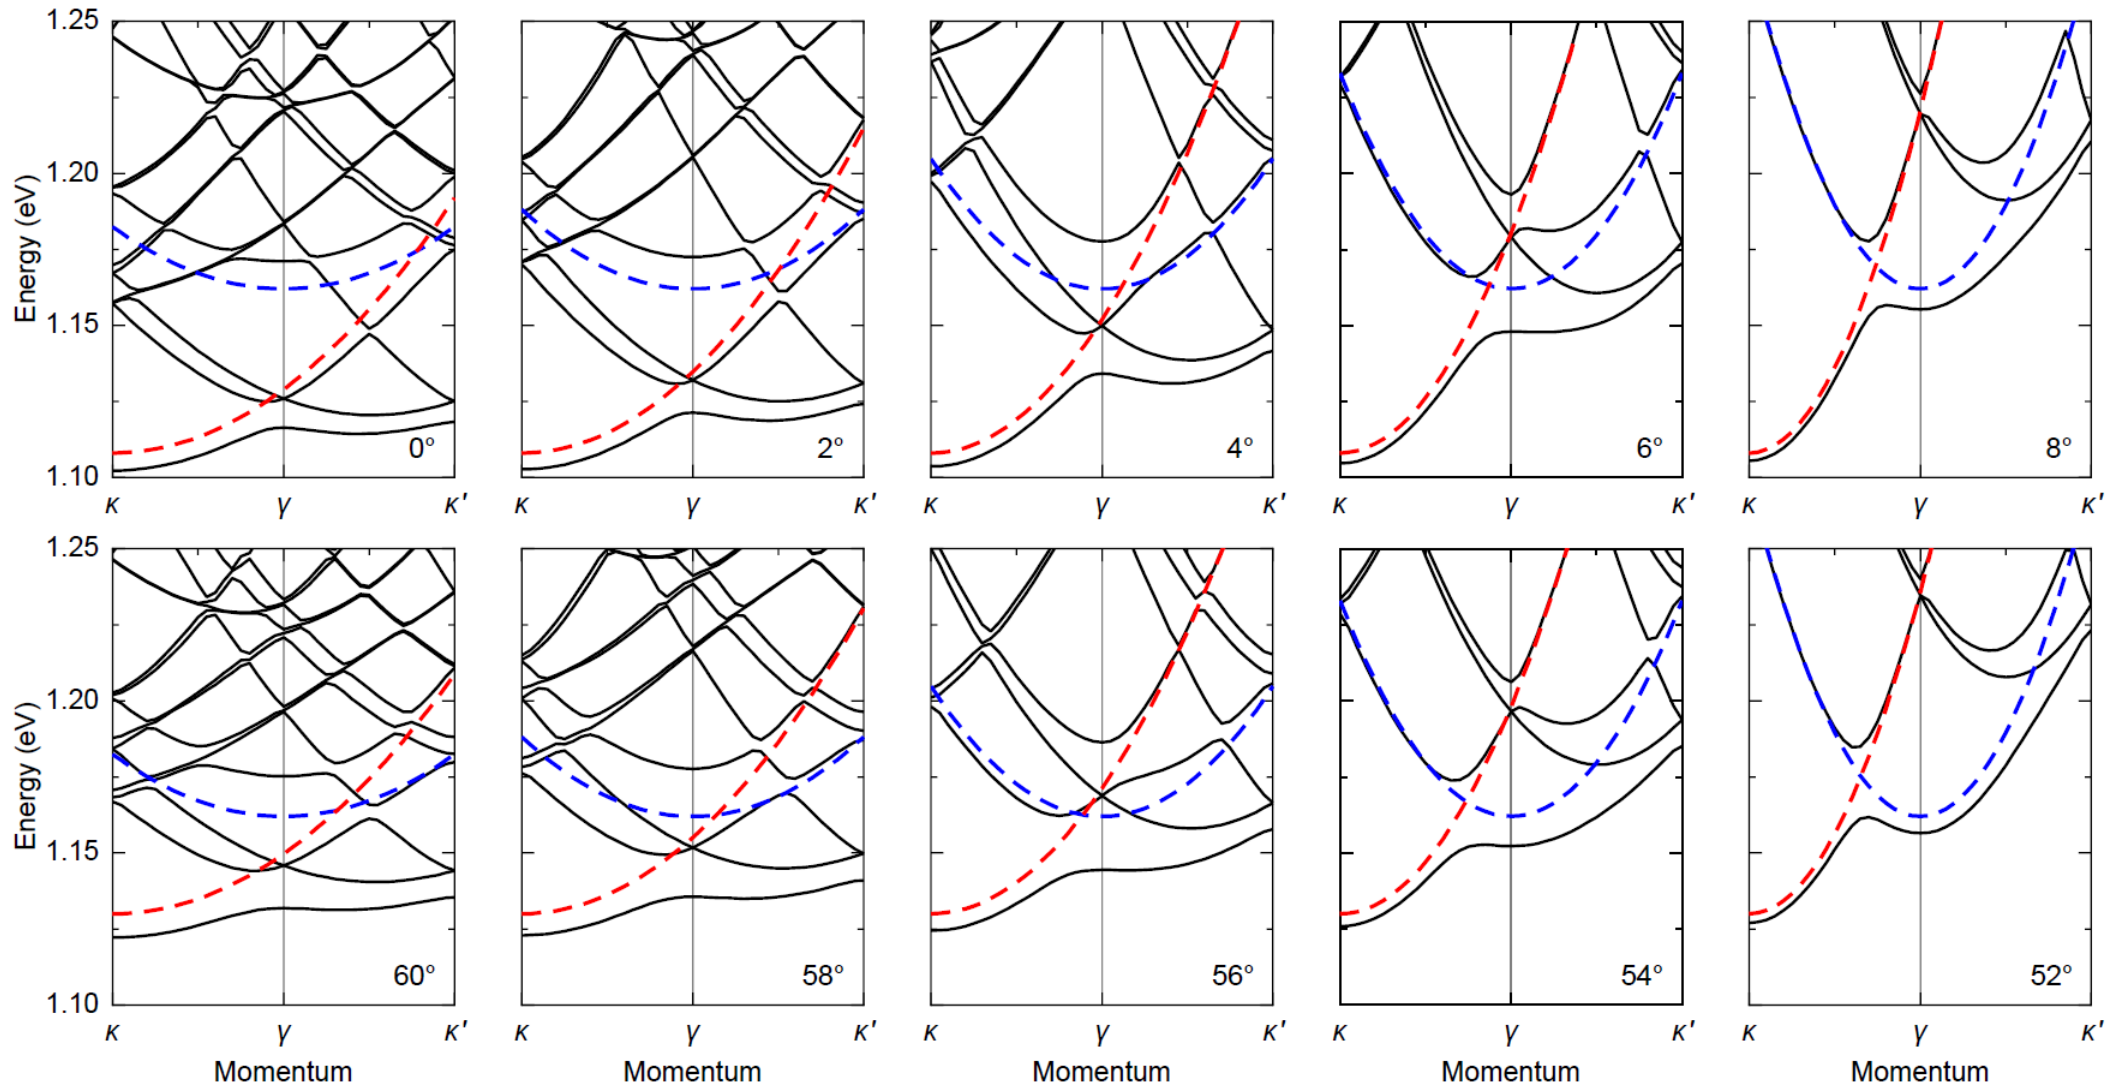 1.25
1.20
1.15
1.10
Energy (eV)
0°
2°
4°
6°
8°
κ γ κ'
κ γ κ'
κ γ κ'
κ γ κ'
κ γ κ'
1.25
1.20
1.15
1.10
Energy (eV)
60°
58°
56°
54°
52°
κ γ κ'
κ γ κ'
κ γ κ'
κ γ κ'
κ γ κ'
Momentum
Momentum
Momentum
Momentum
Momentum